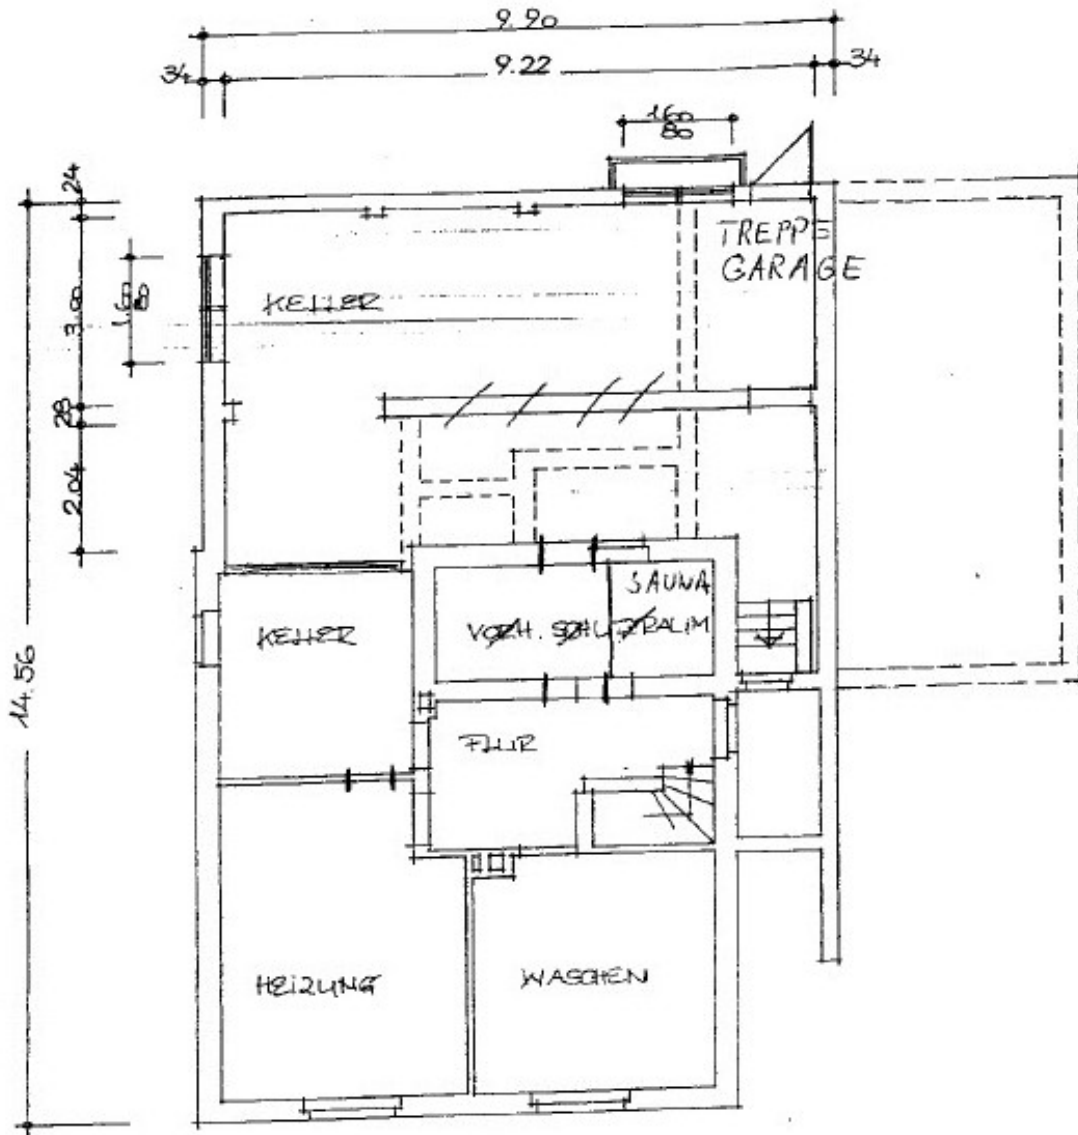 9.90
34
9.22
34
1.60
80
24
TREPPE
GARAGE
KELLER
3.00
1.60
80
28
2.04
SAUNA
VORH. SCHUTZRAUM
KELLER
14.56
FLUR
HEIZUNG
WASCHEN